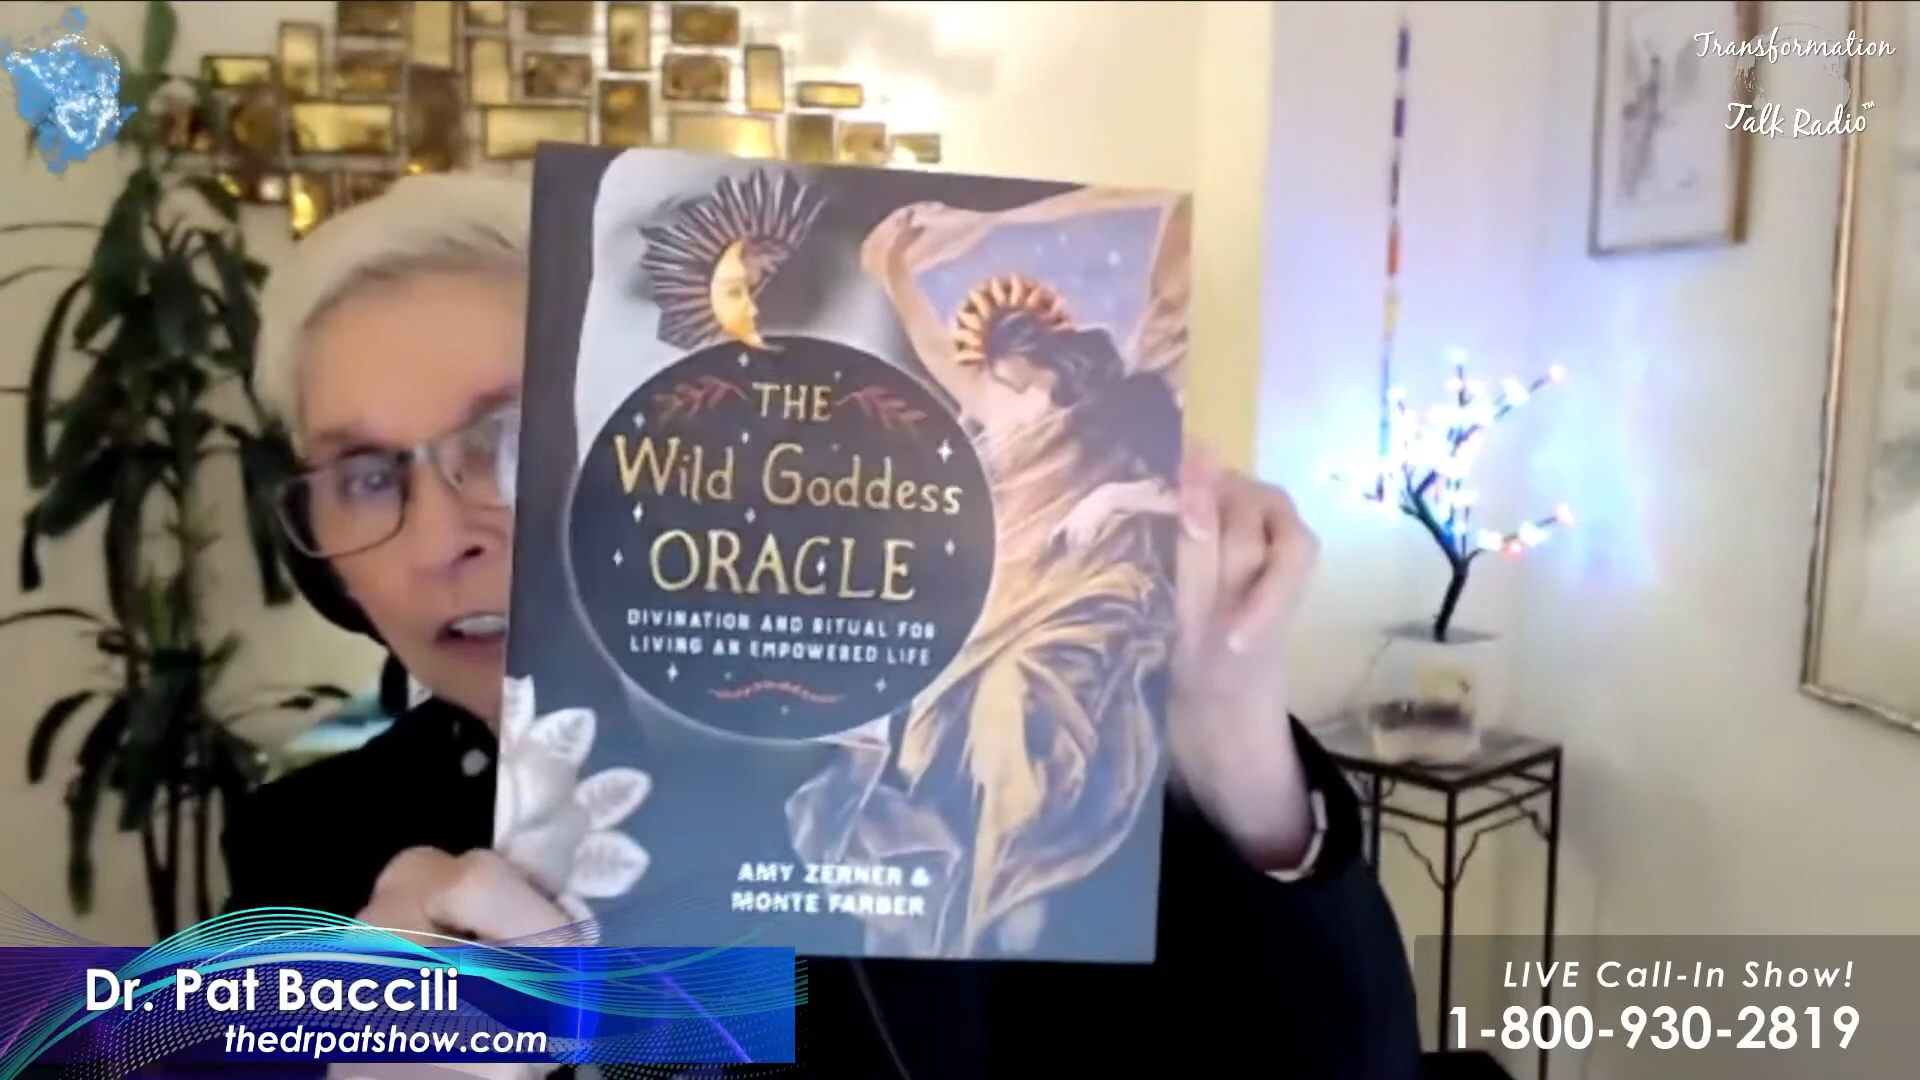 Transformation
Talk Radio™
THE
Wild Goddess
ORACLE
DIVINATION AND RITUAL FOR
LIVING AN EMPOWERED LIFE
AMY ZERNER &
MONTE FARBER
Dr. Pat Baccili
thedrpatshow.com
LIVE Call-In Show!
1-800-930-2819